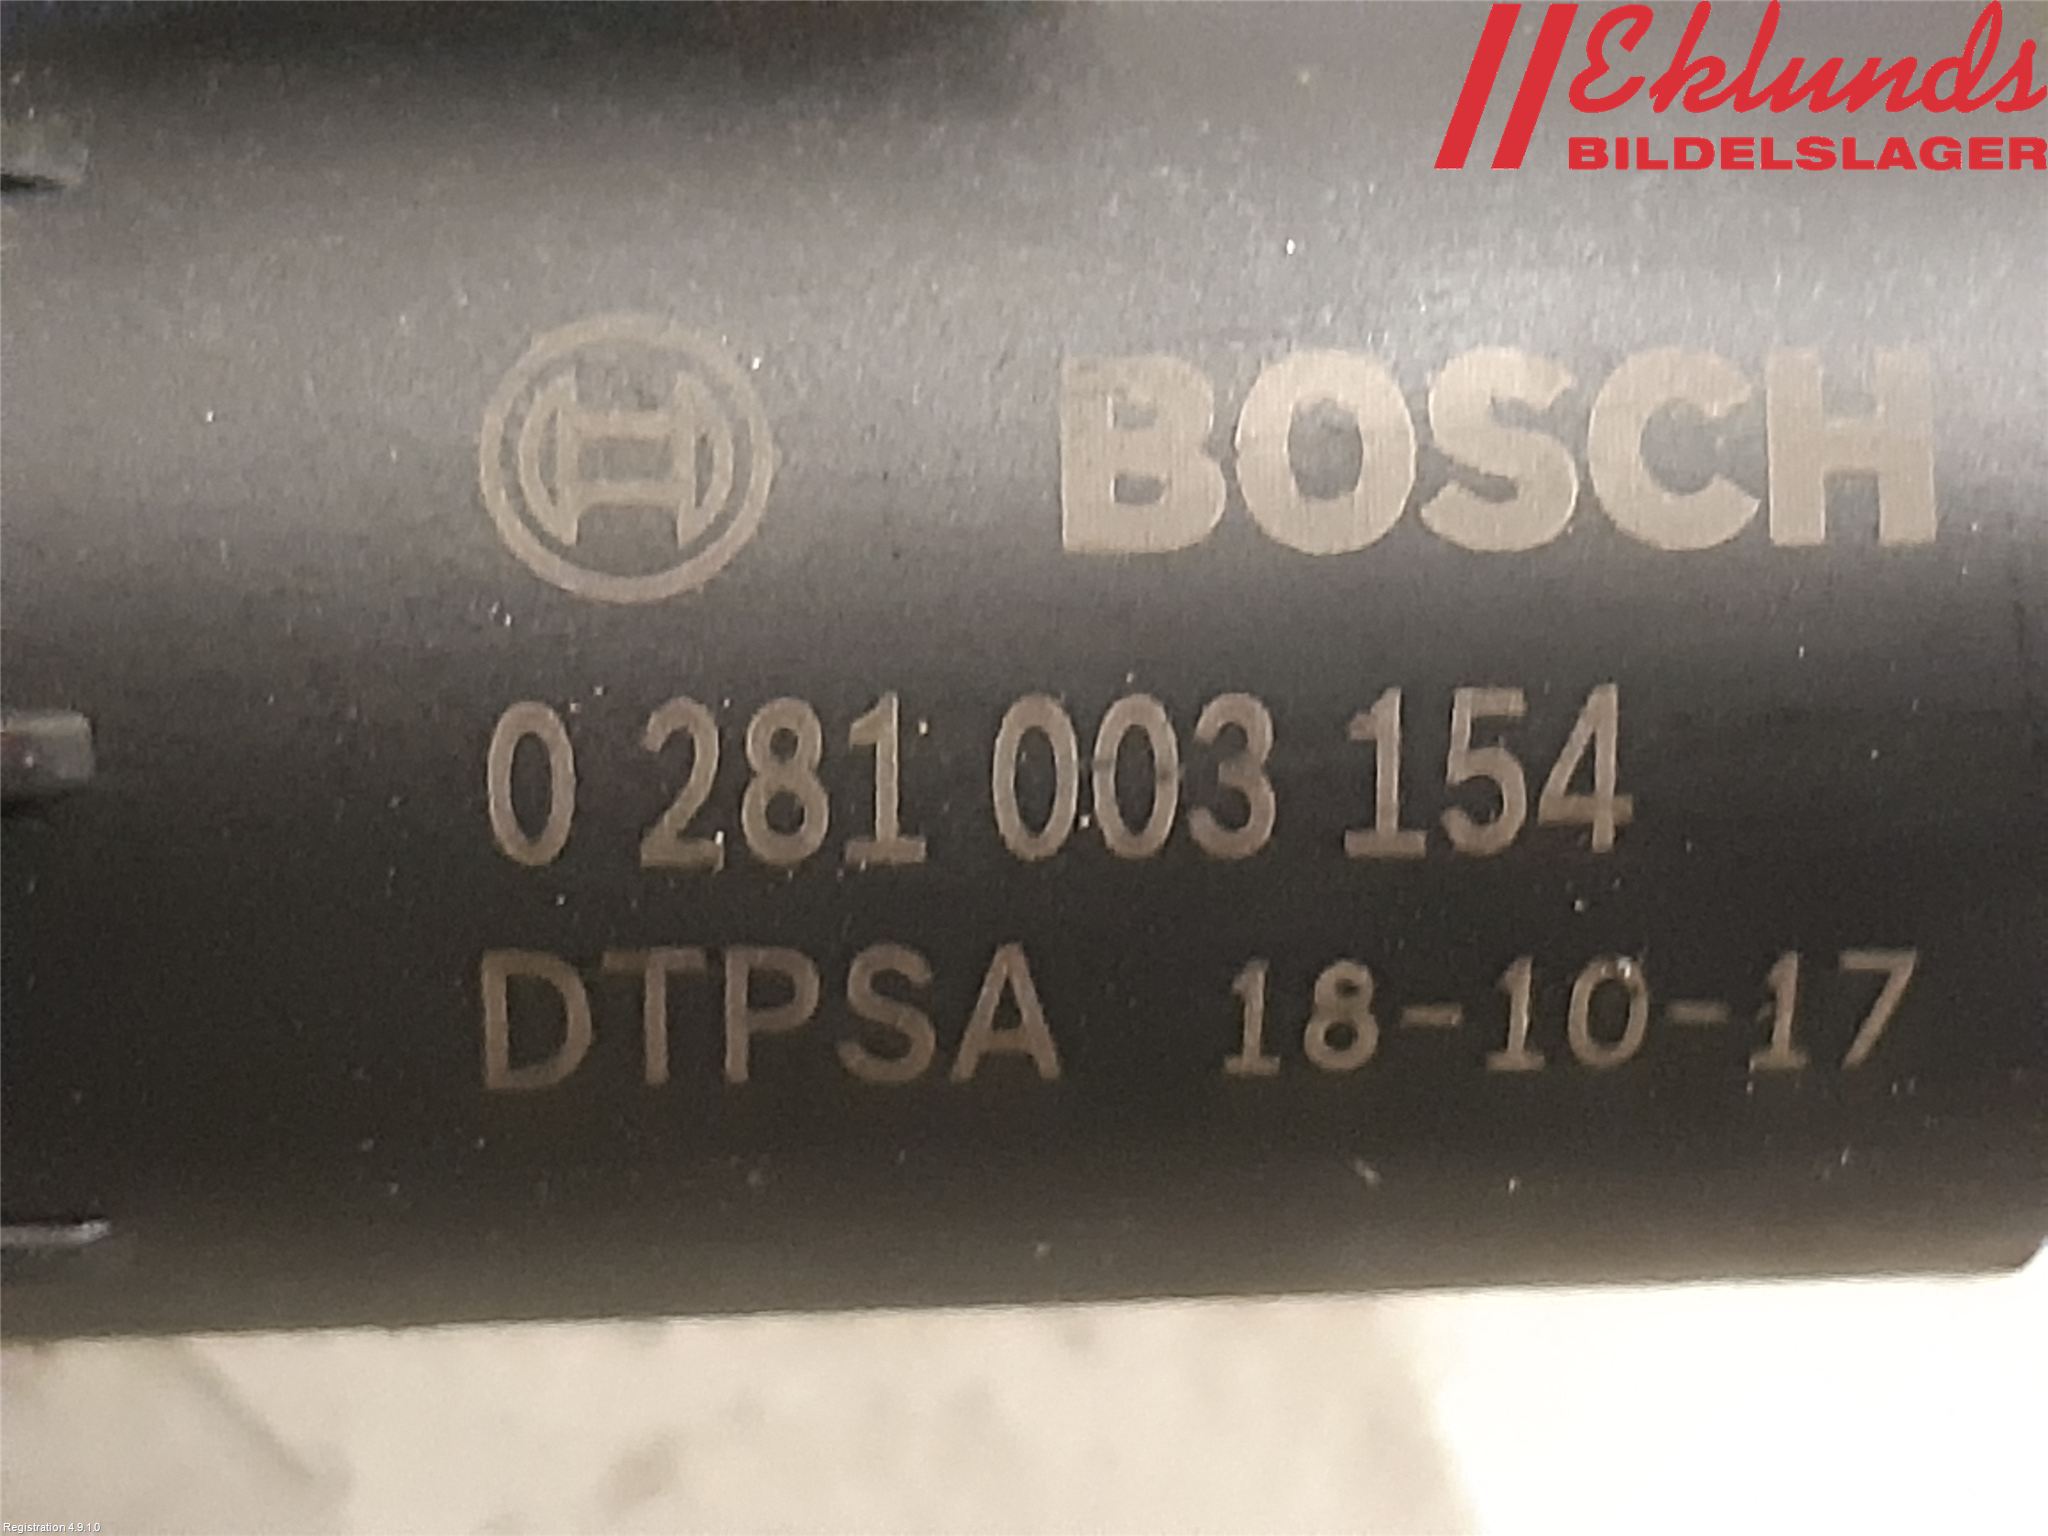 Eklunds
BILDELSLAGER
BOSCH
0 281 003 154
DTPSA 18-10-17
Registration 4.9.1.0